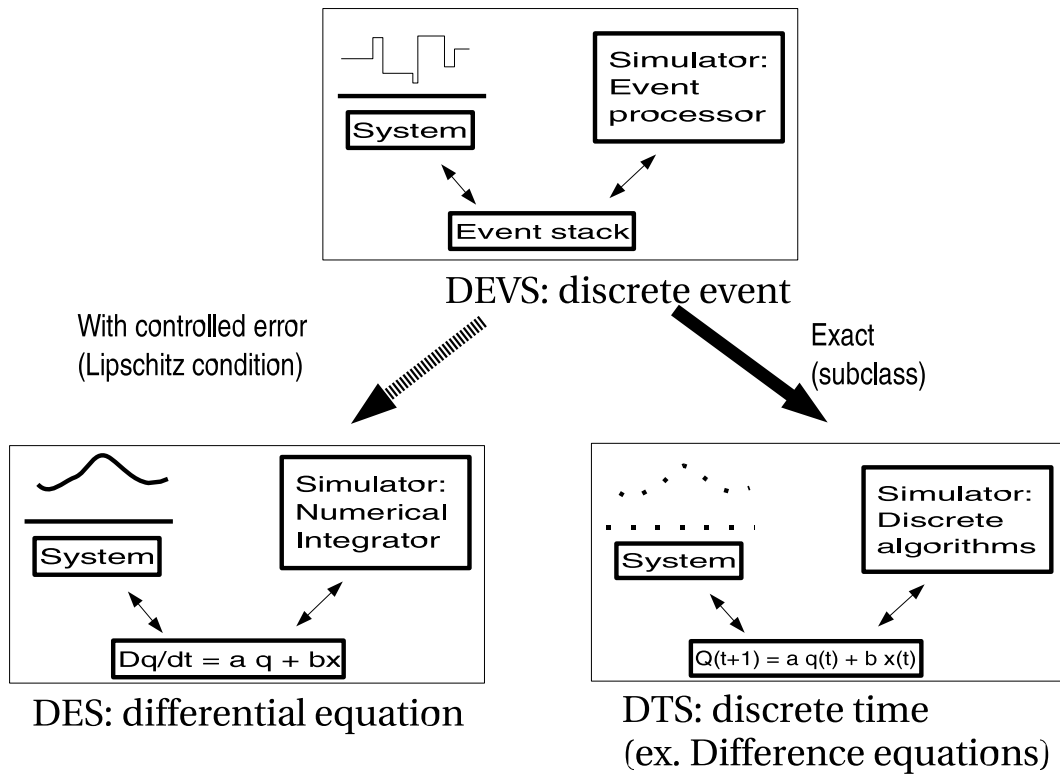 Simulator:
Event
processor
System
Event stack
DEVS: discrete event
With controlled error
(Lipschitz condition)
Exact
(subclass)
Simulator:
Numerical
Integrator
System
Dq/dt = a q + bx
DES: differential equation
Simulator:
Discrete
algorithms
System
Q(t+1) = a q(t) + b x(t)
DTS: discrete time
(ex. Difference equations)